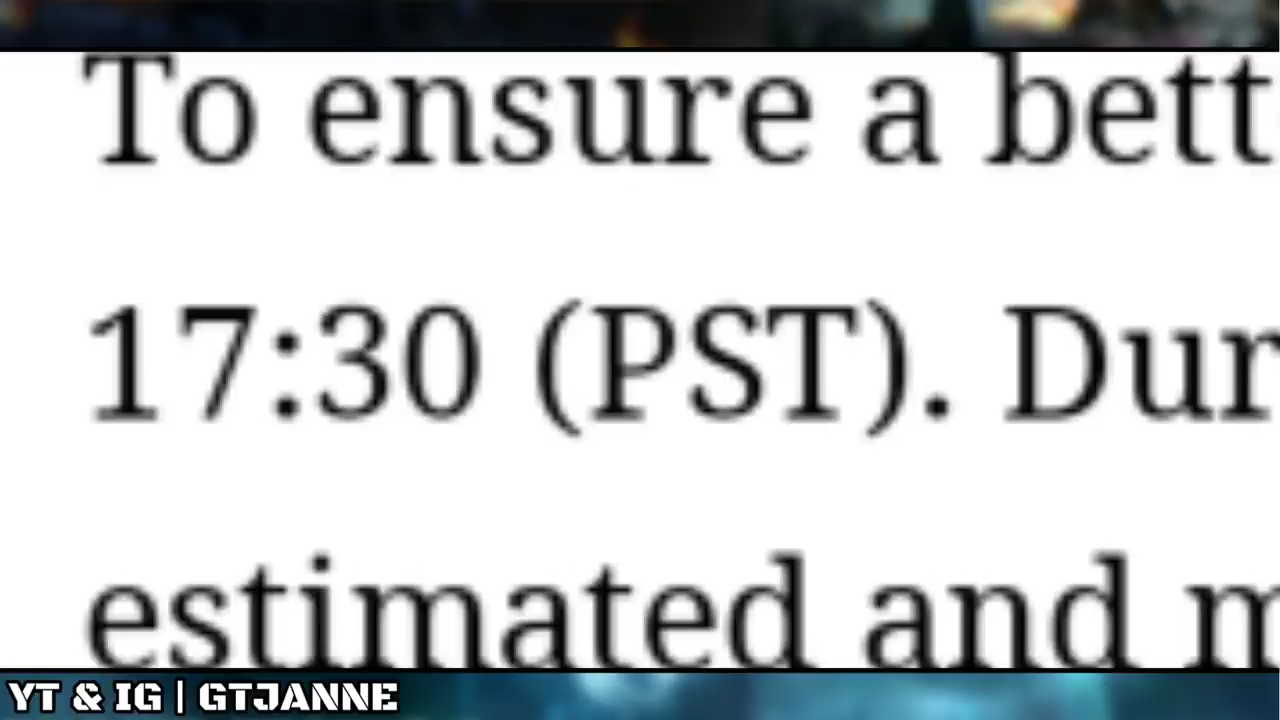 To ensure a bett
17:30 (PST). Dur
estimated and m
YT & IG | GTJANNE